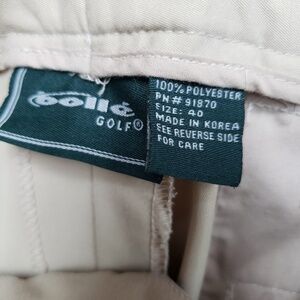 bollé
GOLF®
100% POLYESTER
PN# 91870
SIZE: 40
MADE IN KOREA
SEE REVERSE SIDE
FOR CARE